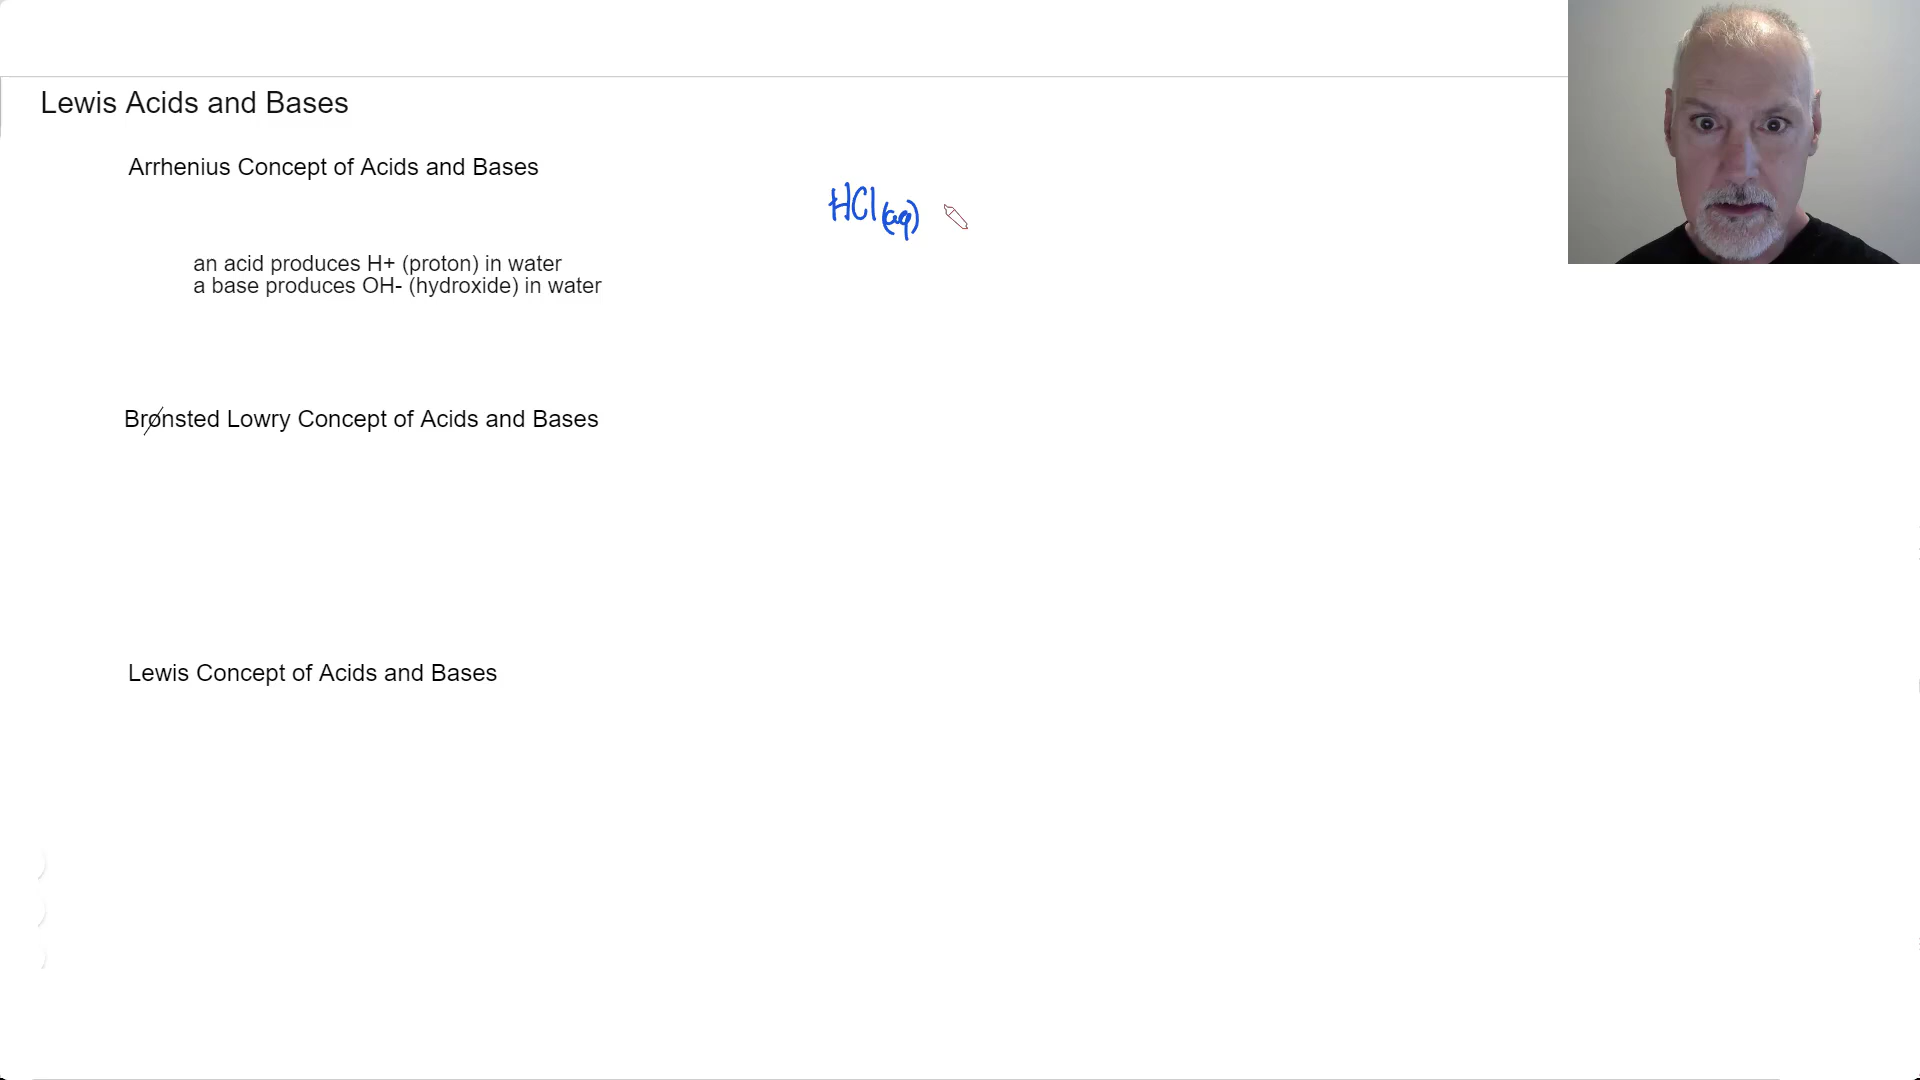 Lewis Acids and Bases
Arrhenius Concept of Acids and Bases
HCl(aq)
an acid produces H+ (proton) in water
a base produces OH- (hydroxide) in water
Brønsted Lowry Concept of Acids and Bases
Lewis Concept of Acids and Bases